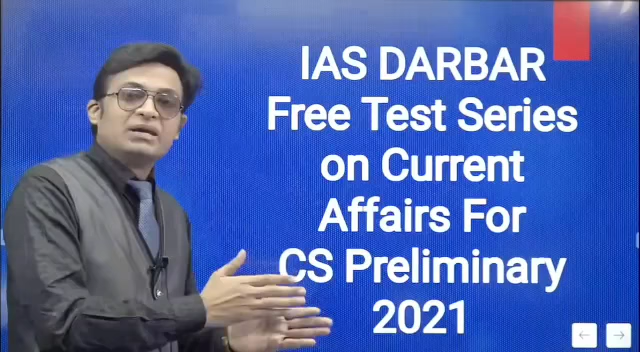 IAS DARBAR
Free Test Series
on Current
Affairs For
CS Preliminary
2021